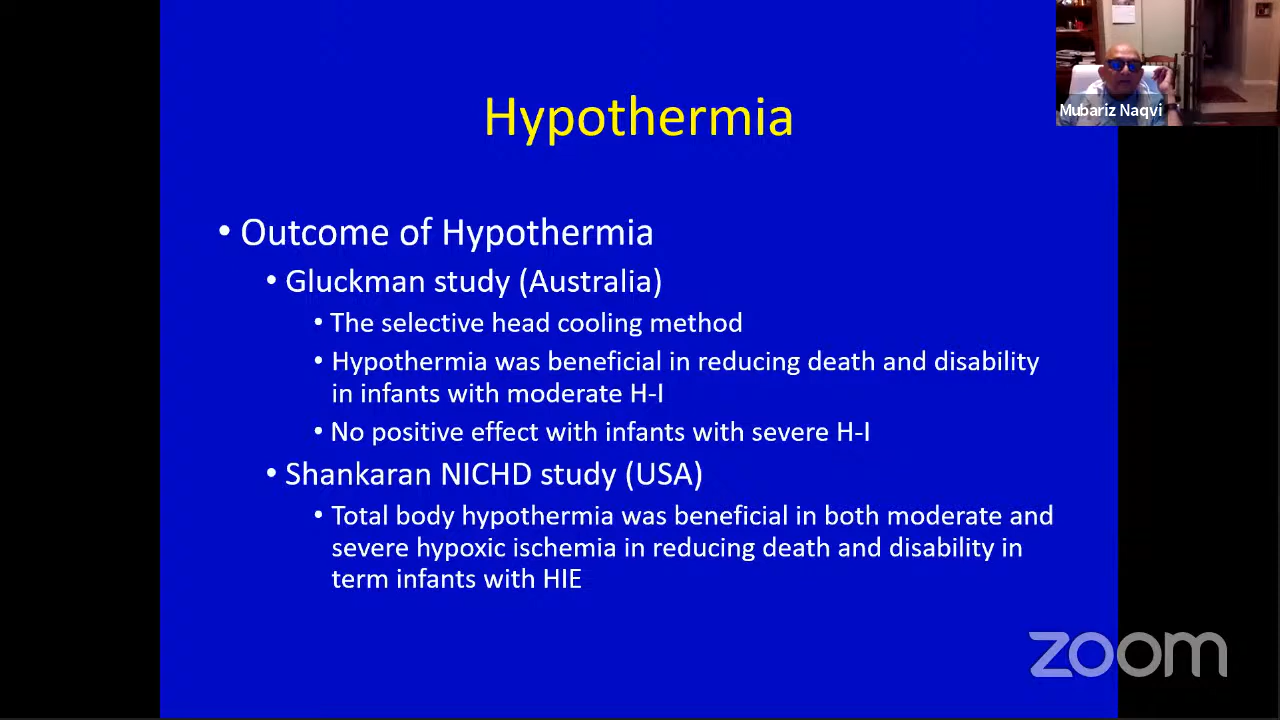 Mubariz Naqvi
Hypothermia
• Outcome of Hypothermia
• Gluckman study (Australia)
• The selective head cooling method
• Hypothermia was beneficial in reducing death and disability
in infants with moderate H-I
• No positive effect with infants with severe H-I
• Shankaran NICHD study (USA)
• Total body hypothermia was beneficial in both moderate and
severe hypoxic ischemia in reducing death and disability in
term infants with HIE
zoom